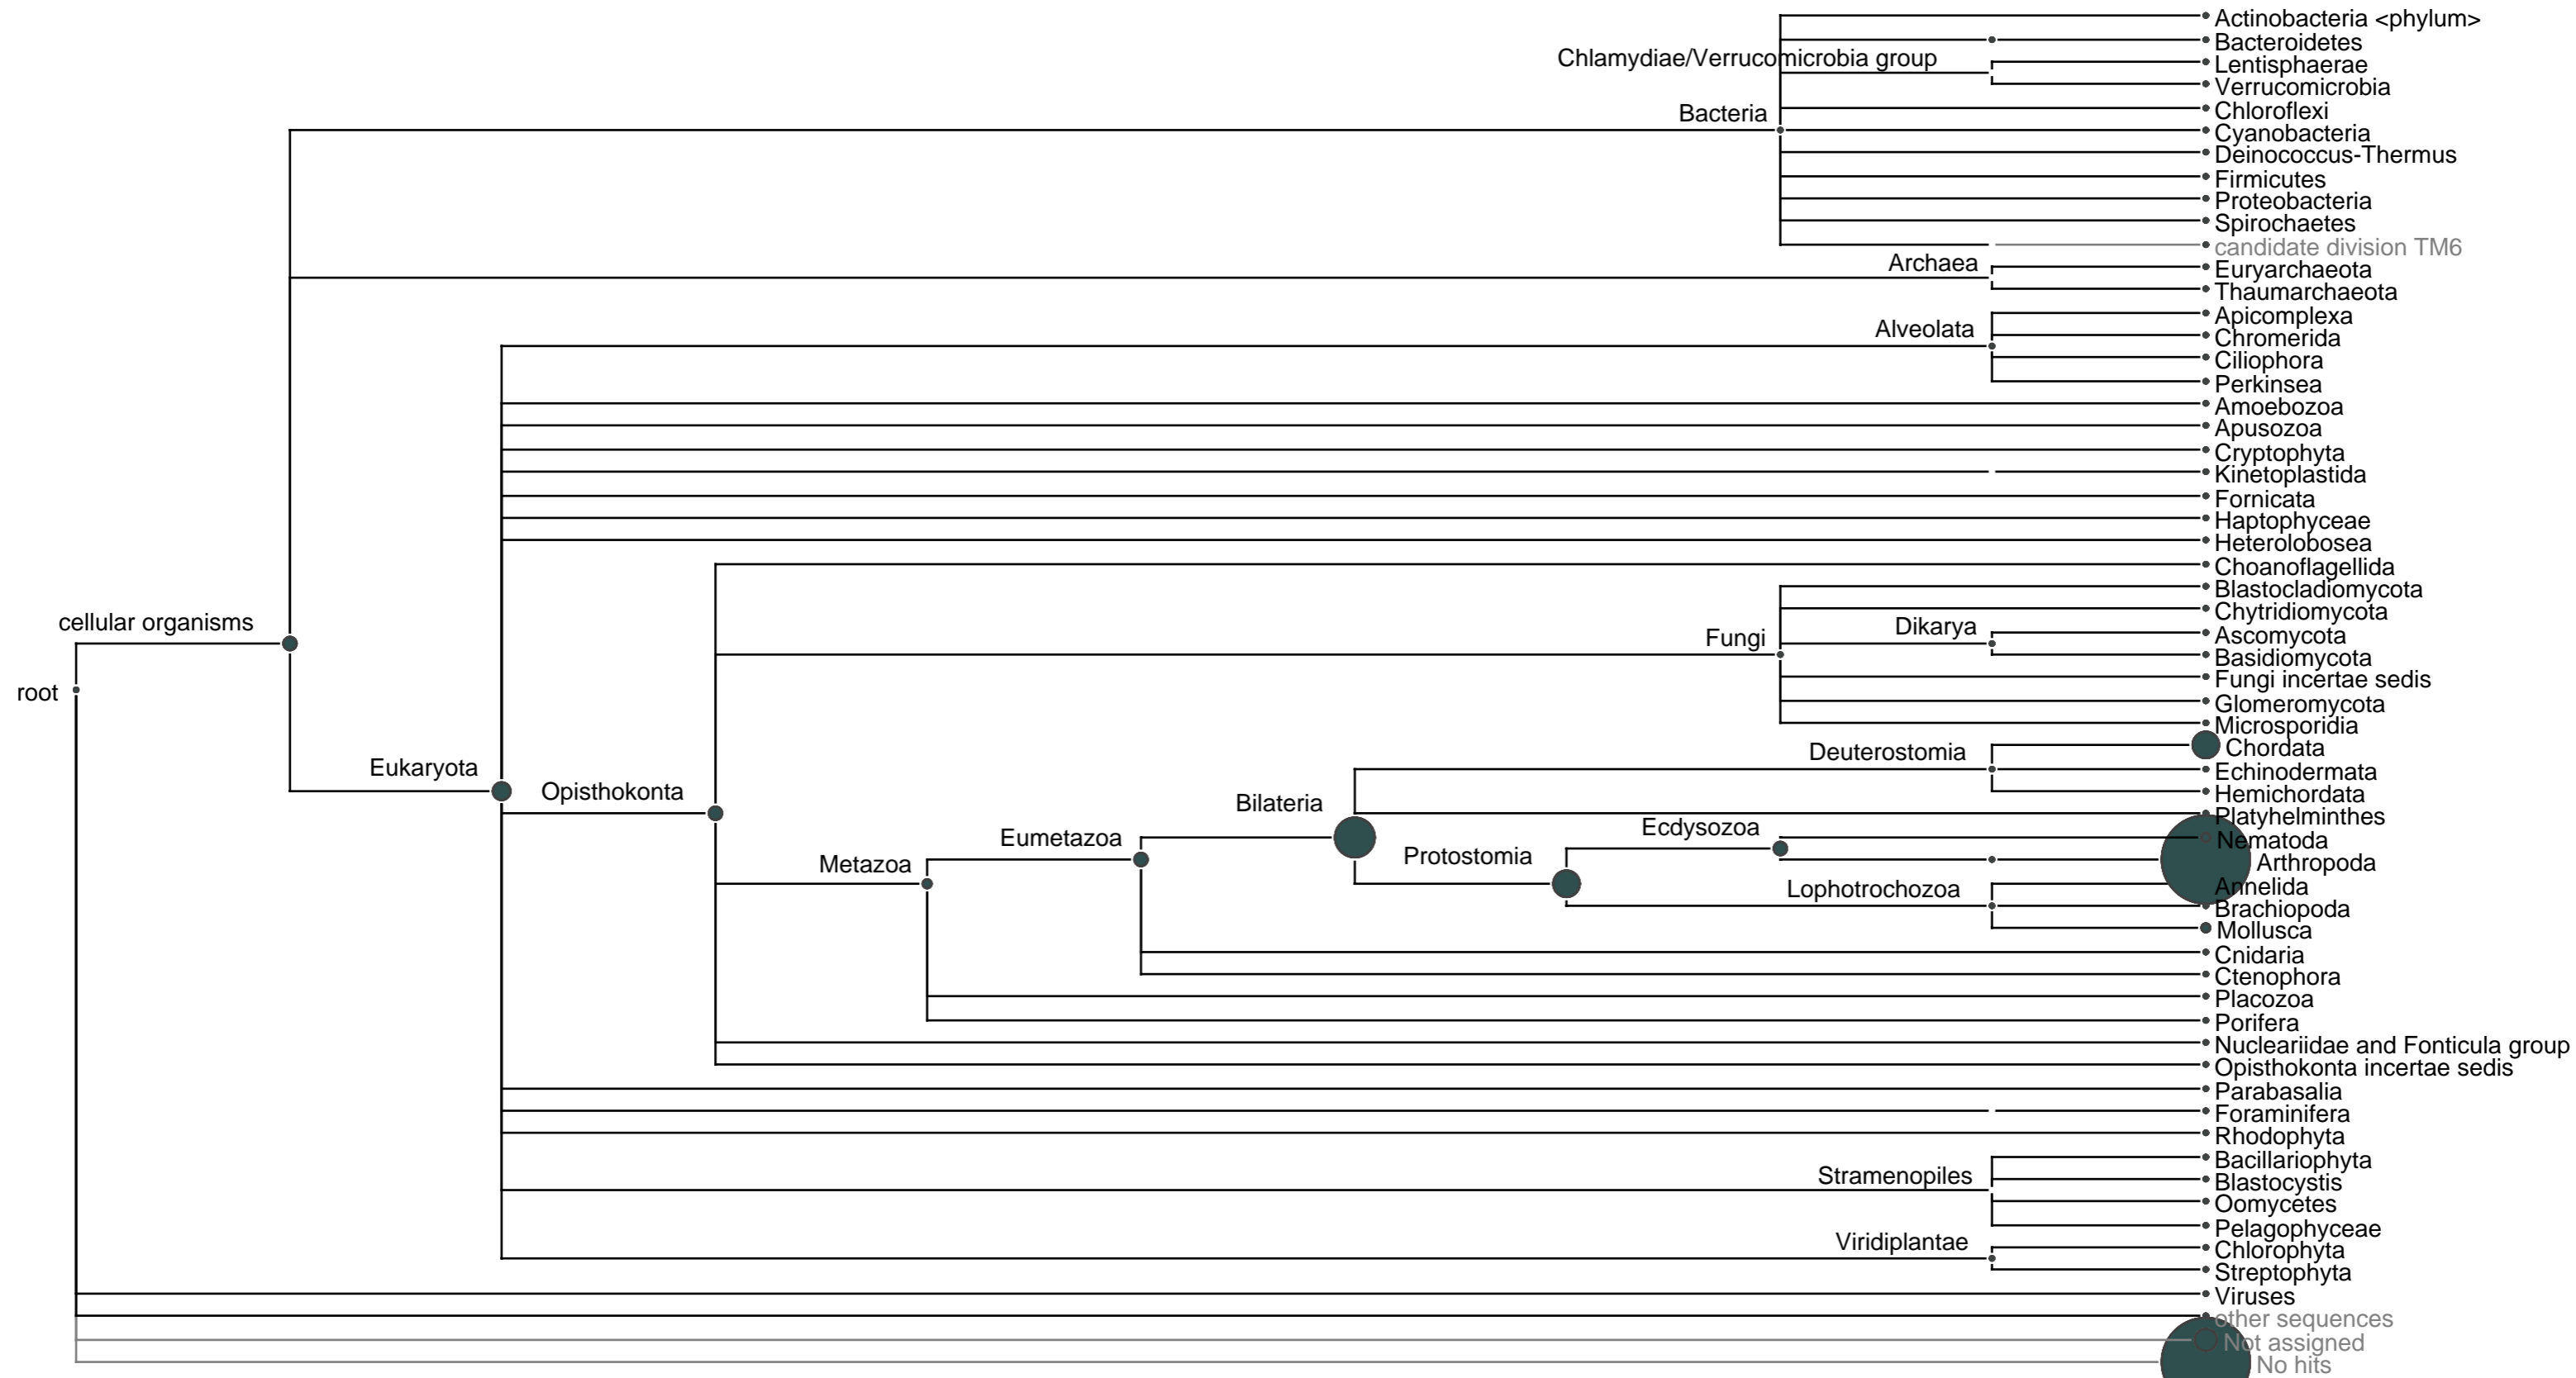 Actinobacteria <phylum>
Bacteroidetes
Chlamydiae/Verrucomicrobia group
Lentisphaerae
Verrucomicrobia
Chloroflexi
Bacteria
Cyanobacteria
Deinococcus-Thermus
Firmicutes
Proteobacteria
Spirochaetes
candidate division TM6
Archaea
Euryarchaeota
Thaumarchaeota
Apicomplexa
Alveolata
Chromerida
Ciliophora
Perkinsea
Amoebozoa
Apusozoa
Cryptophyta
Kinetoplastida
Fornicata
Haptophyceae
Heterolobosea
Choanoflagellida
Blastocladiomycota
Chytridiomycota
cellular organisms
Dikarya
Ascomycota
Fungi
Basidiomycota
Fungi incertae sedis
root
Glomeromycota
Microsporidia
Deuterostomia
Chordata
Eukaryota
Echinodermata
Opisthokonta
Hemichordata
Bilateria
Platyhelminthes
Ecdysozoa
Eumetazoa
Nematoda
Protostomia
Metazoa
Arthropoda
Lophotrochozoa
Annelida
Brachiopoda
Mollusca
Cnidaria
Ctenophora
Placozoa
Porifera
Nucleariidae and Fonticula group
Opisthokonta incertae sedis
Parabasalia
Foraminifera
Rhodophyta
Bacillariophyta
Stramenopiles
Blastocystis
Oomycetes
Pelagophyceae
Viridiplantae
Chlorophyta
Streptophyta
Viruses
other sequences
Not assigned
No hits